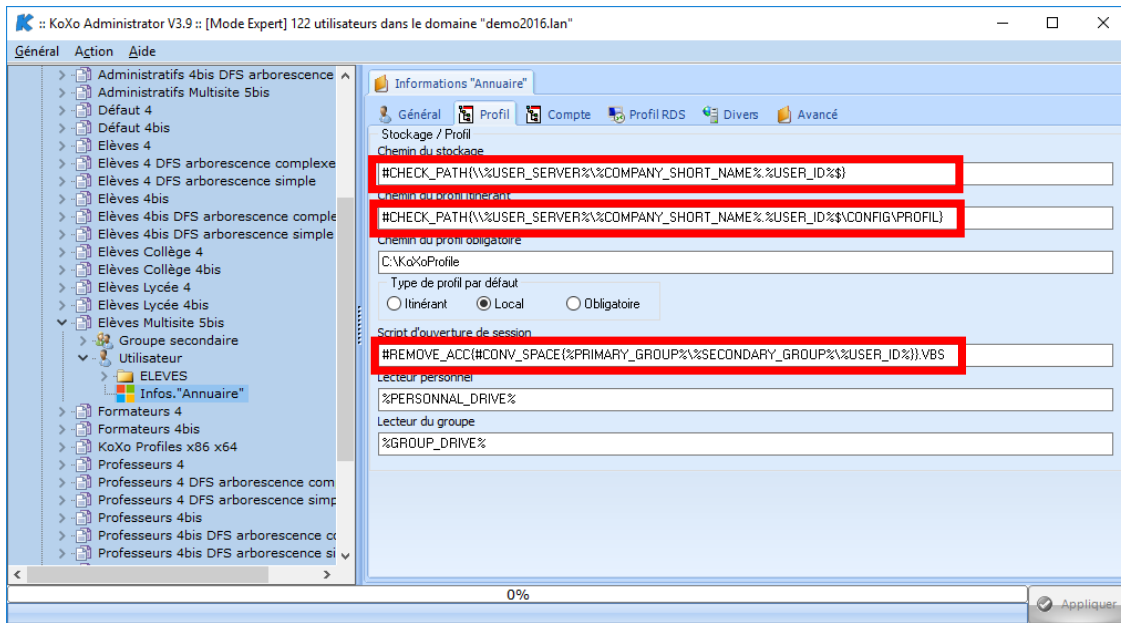 :: KoXo Administrator V3.9 :: [Mode Expert] 122 utilisateurs dans le domaine "demo2016.lan"
Général Action Aide
Administratifs 4bis DFS arborescence
Administratifs Multisite 5bis
Défaut 4
Défaut 4bis
Elèves 4
Elèves 4 DFS arborescence complexe
Elèves 4 DFS arborescence simple
Elèves 4bis
Elèves 4bis DFS arborescence comple
Elèves 4bis DFS arborescence simple
Elèves Collège 4
Elèves Collège 4bis
Elèves Lycée 4
Elèves Lycée 4bis
Elèves Multisite 5bis
Groupe secondaire
Utilisateur
ELEVES
Infos."Annuaire"
Formateurs 4
Formateurs 4bis
KoXo Profiles x86 x64
Professeurs 4
Professeurs 4 DFS arborescence com
Professeurs 4 DFS arborescence simp
Professeurs 4bis
Professeurs 4bis DFS arborescence co
Professeurs 4bis DFS arborescence si
Informations "Annuaire"
Général Profil Compte Profil RDS Divers Avancé
Stockage / Profil
Chemin du stockage
#CHECK_PATH{\\%USER_SERVER%\%COMPANY_SHORT_NAME%.%USER_ID%$}
Chemin du profil itinérant
#CHECK_PATH{\\%USER_SERVER%\%COMPANY_SHORT_NAME%.%USER_ID%$\CONFIG\PROFIL}
Chemin du profil obligatoire
C:\KoXoProfile
Type de profil par défaut
Itinérant Local Obligatoire
Script d'ouverture de session
#REMOVE_ACC{#CONV_SPACE{%PRIMARY_GROUP%\%SECONDARY_GROUP%\%USER_ID%}}.VBS
Lecteur personnel
%PERSONNAL_DRIVE%
Lecteur du groupe
%GROUP_DRIVE%
0%
Appliquer